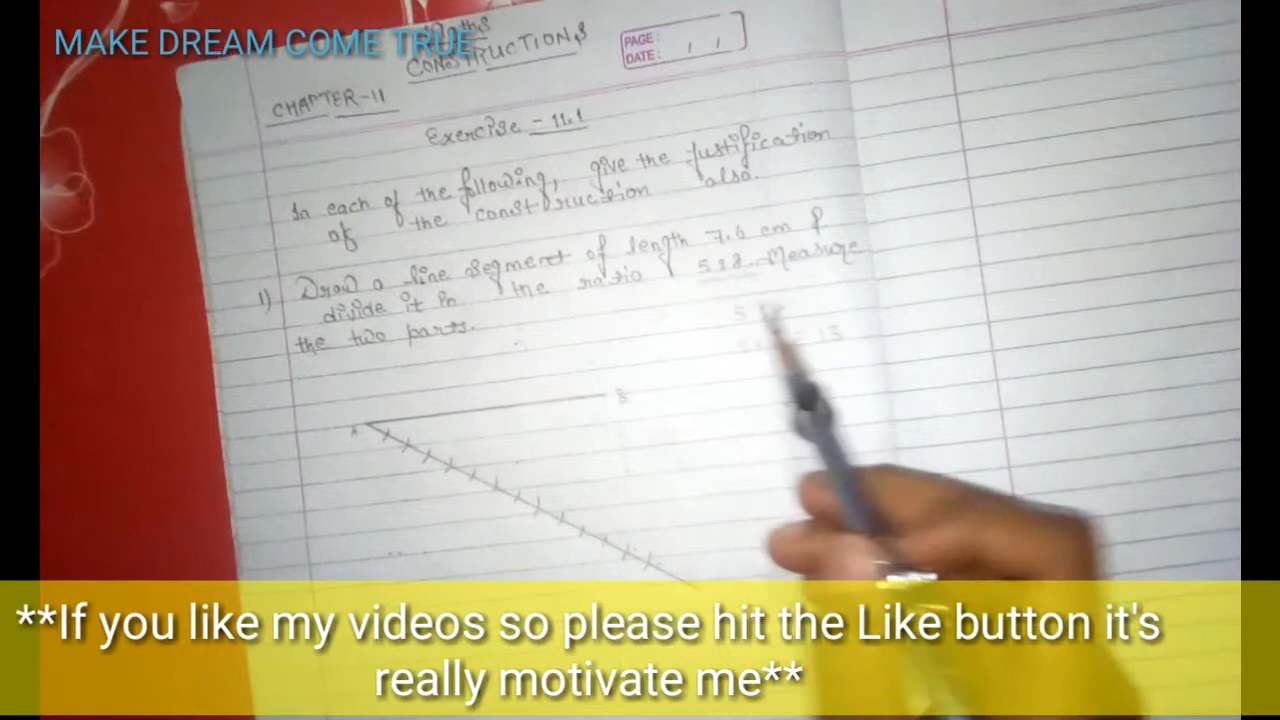 MAKE DREAM COME TRUE
Maths
CONSTRUCTIONS
PAGE:
DATE: / /
CHAPTER-11
Exercise - 11.1
In each of the following, give the justification
of the construction also.
1) Draw a line segment of length 7.6 cm &
divide it in the ratio 5:8. Measure
the two parts.
= 13
A
B
**If you like my videos so please hit the Like button it's
really motivate me**